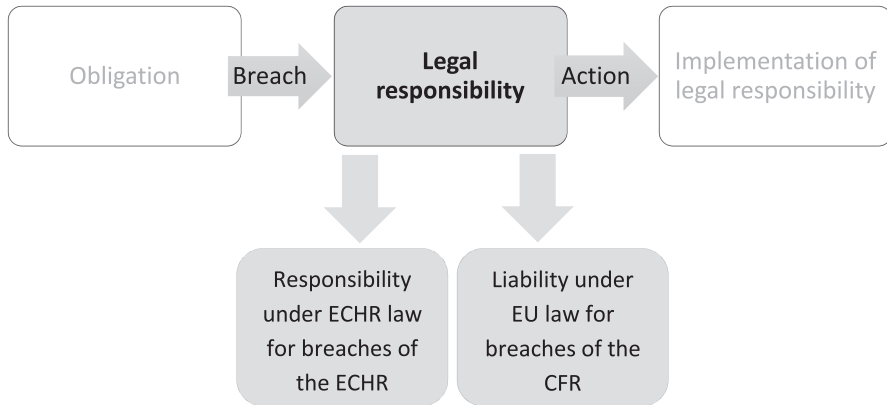 Obligation
Breach
Legal
responsibility
Action
Implementation of
legal responsibility
Responsibility
under ECHR law
for breaches of
the ECHR
Liability under
EU law for
breaches of the
CFR